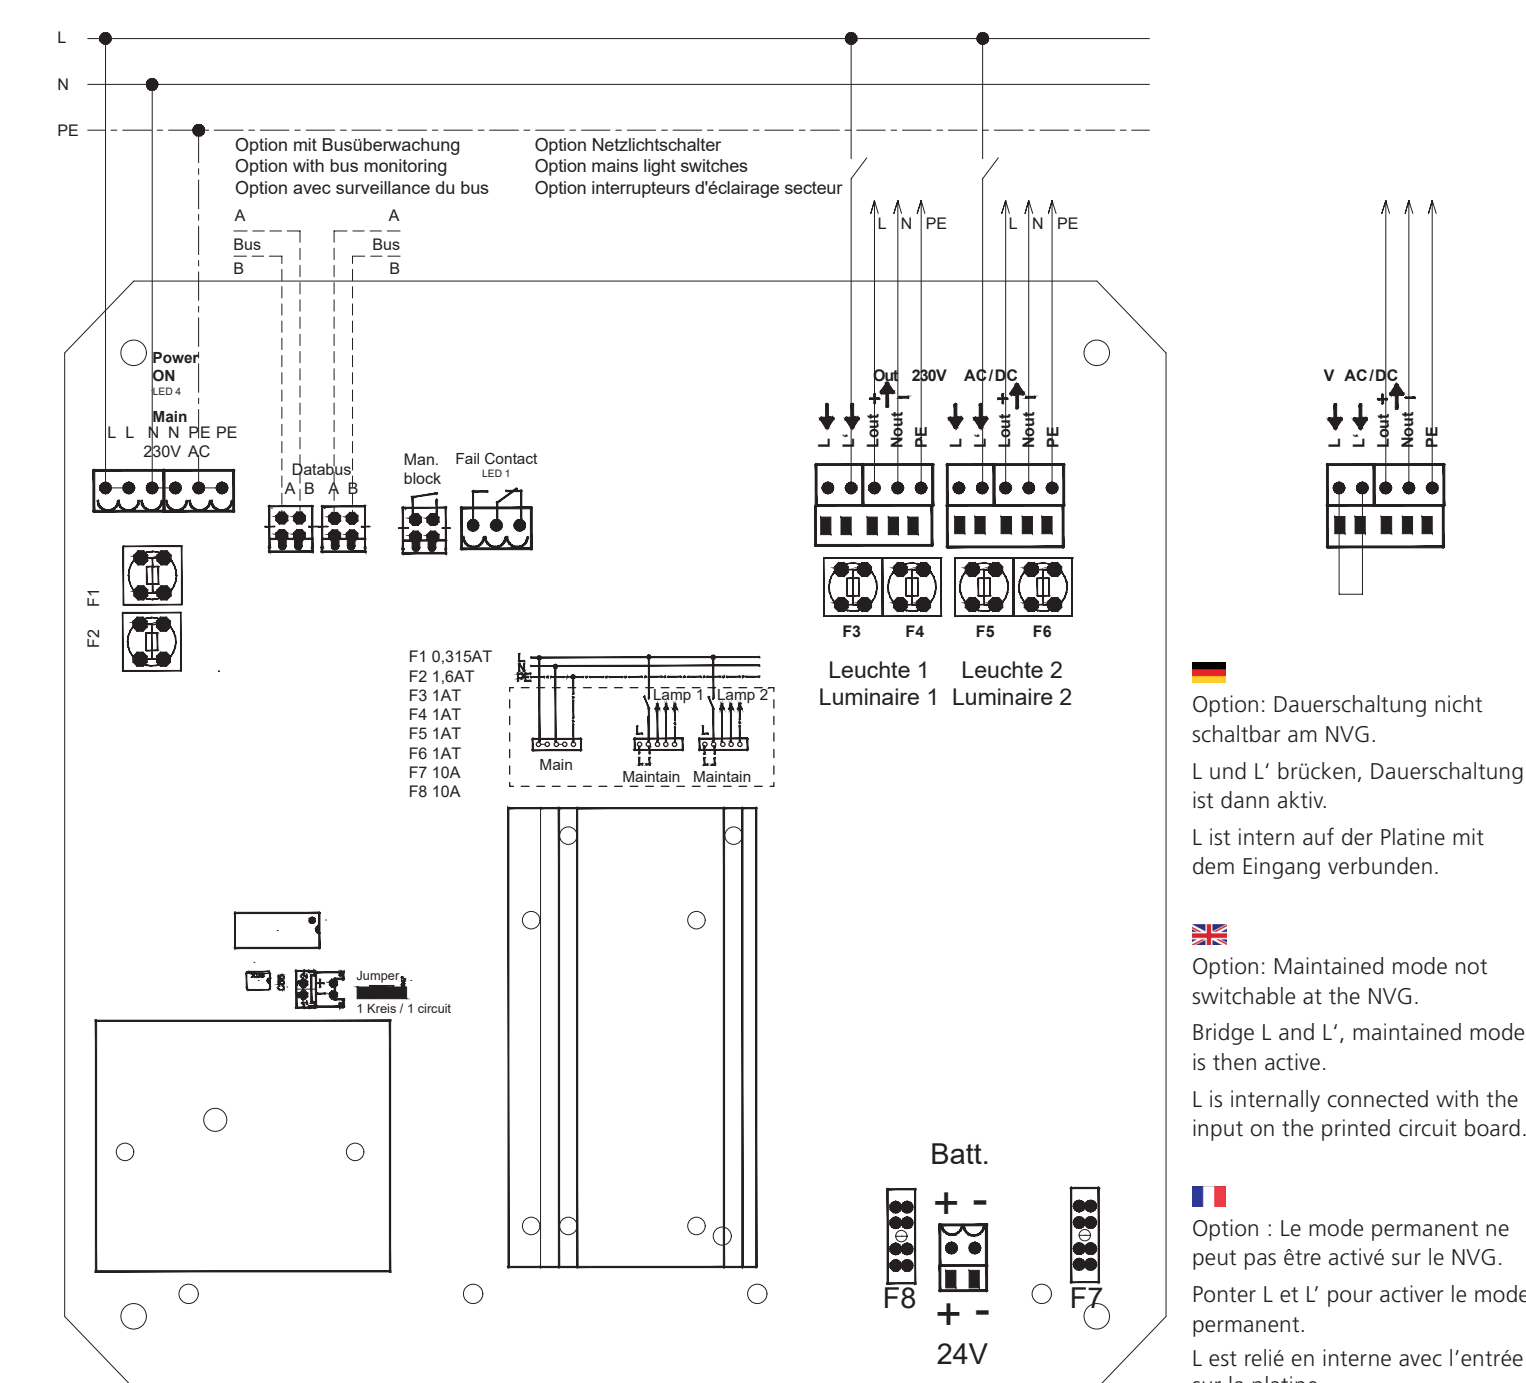 L
N
PE
Option mit Busüberwachung
Option with bus monitoring
Option avec surveillance du bus
Option Netzlichtschalter
Option mains light switches
Option interrupteurs d'éclairage secteur
A A
Bus Bus
B B
L N PE L N PE
Power
ON
LED 4
Main
L L N N PE PE
230V AC
Databus
A B A B
Man.
block
Fail Contact
LED 1
Out 230V AC/DC
L L‘ Lout + Nout – PE
L L‘ Lout + Nout – PE
V AC/DC
L L‘ Lout + Nout – PE
F1
F2
F3 F4 F5 F6
Leuchte 1 Leuchte 2
Luminaire 1 Luminaire 2
F1 0,315AT
F2 1,6AT
F3 1AT
F4 1AT
F5 1AT
F6 1AT
F7 10A
F8 10A
L
N
PE
Lamp 1 Lamp 2
L L
Main
Maintain Maintain
Jumper
1 Kreis / 1 circuit
Batt.
+ -
F8 F7
+ -
24V
Option: Dauerschaltung nicht
schaltbar am NVG.
L und L‘ brücken, Dauerschaltung
ist dann aktiv.
L ist intern auf der Platine mit
dem Eingang verbunden.
Option: Maintained mode not
switchable at the NVG.
Bridge L and L‘, maintained mode
is then active.
L is internally connected with the
input on the printed circuit board.
Option : Le mode permanent ne
peut pas être activé sur le NVG.
Ponter L et L’ pour activer le mode
permanent.
L est relié en interne avec l’entrée
sur la platine